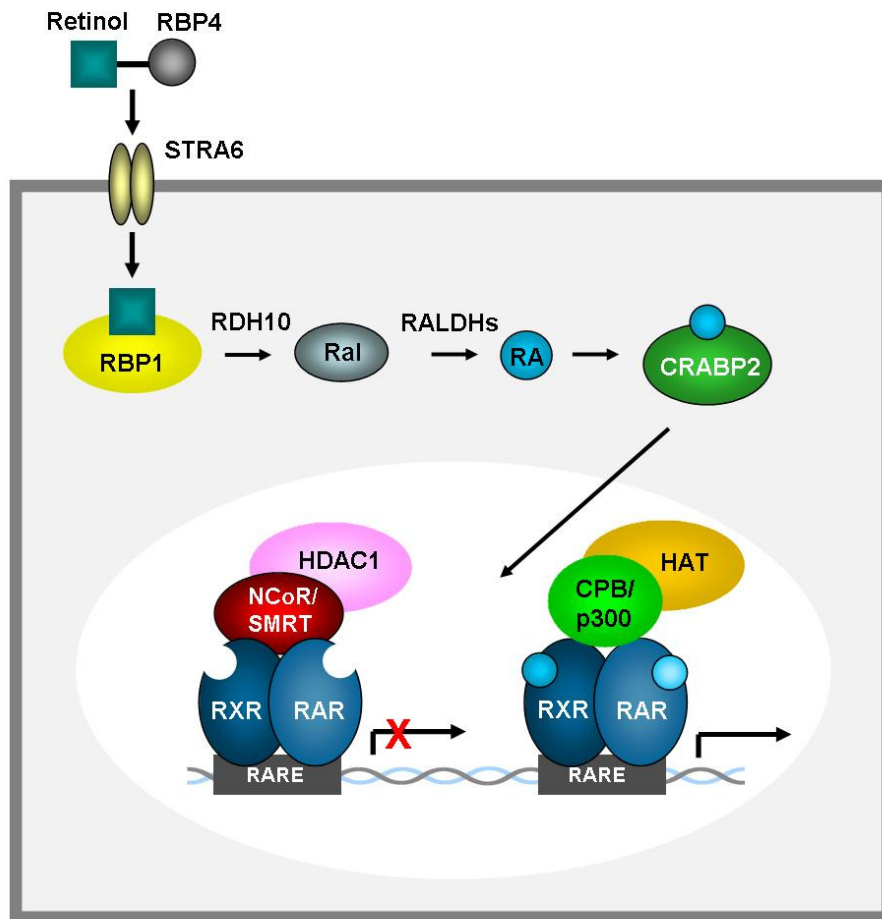 Retinol RBP4
STRA6
RDH10 RALDHs
RBP1 Ral RA CRABP2
HDAC1 HAT
NCoR/
SMRT
CPB/
p300
RXR RAR X RXR RAR
RARE RARE